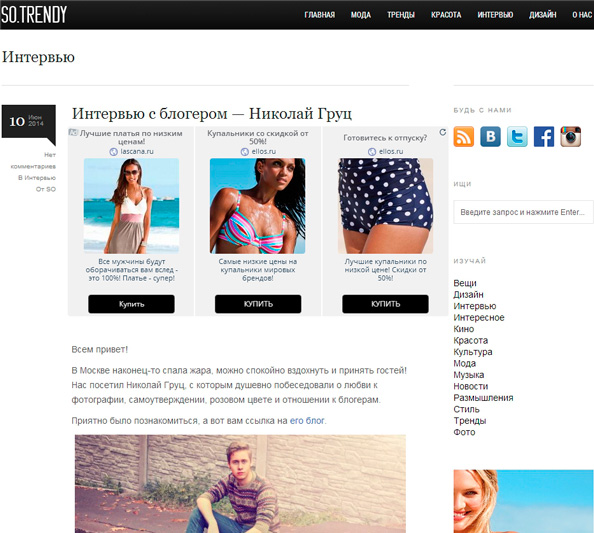 SO.TRENDY
ГЛАВНАЯ МОДА ТРЕНДЫ КРАСОТА ИНТЕРВЬЮ ДИЗАЙН О НАС
Интервью
10 Июн 2014
Нет
комментариев
В Интервью
От SO
Интервью с блогером — Николай Груц
Лучшие платья по низким
ценам!
lascana.ru
Все мужчины будут
оборачиваться вам вслед -
это 100%! Платье - супер!
Купить
Купальники со скидкой от
50%!
ellos.ru
Самые низкие цены на
купальники мировых
брендов!
КУПИТЬ
Готовитесь к отпуску?
ellos.ru
Лучшие купальники по
низкой цене! Скидки от
50%!
КУПИТЬ
Всем привет!
В Москве наконец-то спала жара, можно спокойно вздохнуть и принять гостей!
Нас посетил Николай Груц, с которым душевно побеседовали о любви к
фотографии, самоутверждении, розовом цвете и отношении к блогерам.
Приятно было познакомиться, а вот вам ссылка на его блог.
БУДЬ С НАМИ
ИЩИ
Введите запрос и нажмите Enter...
ИЗУЧАЙ
Вещи
Дизайн
Интервью
Интересное
Кино
Красота
Культура
Мода
Музыка
Новости
Размышления
Стиль
Тренды
Фото